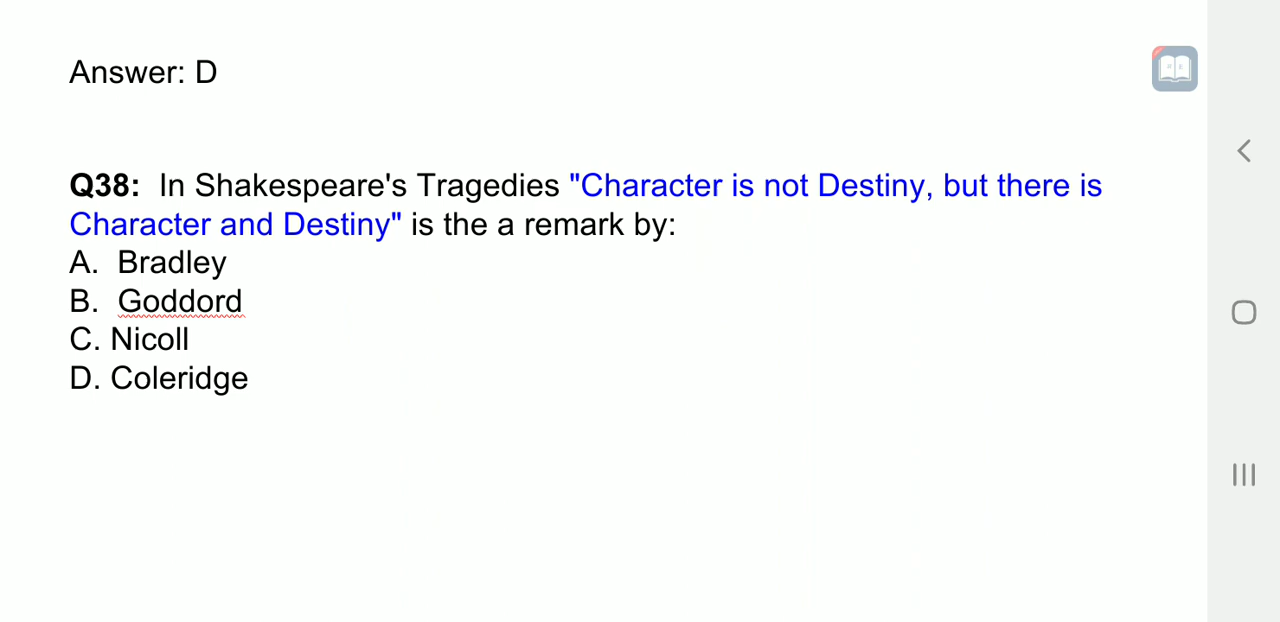 Answer: D
Q38: In Shakespeare's Tragedies "Character is not Destiny, but there is
Character and Destiny" is the a remark by:
A. Bradley
B. Goddord
C. Nicoll
D. Coleridge